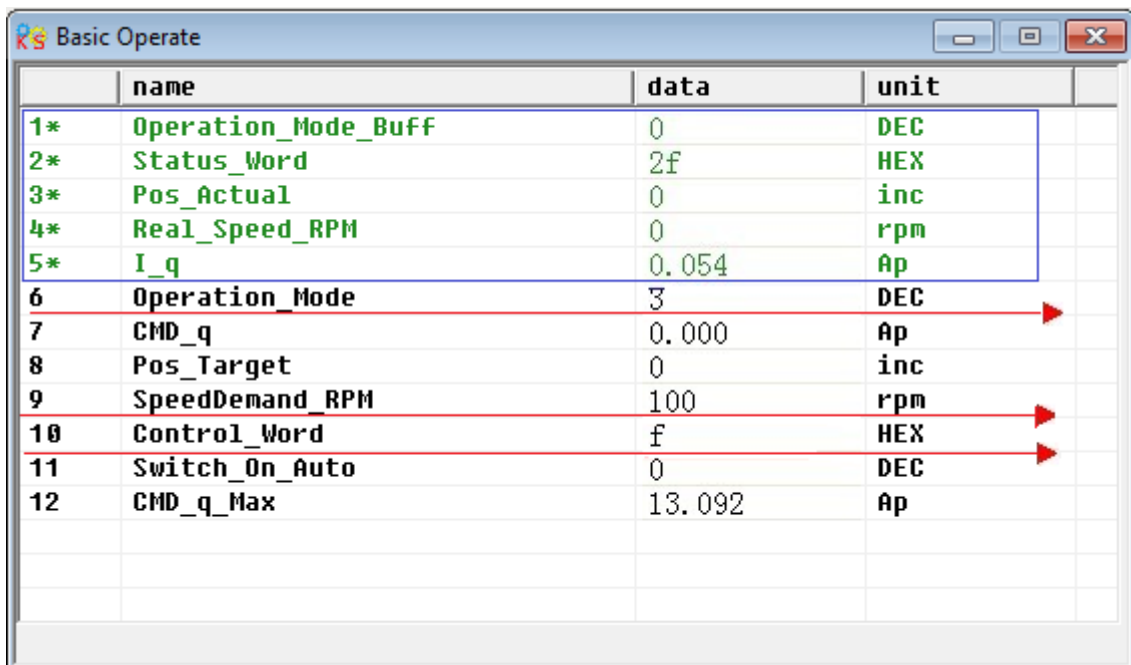 Basic Operate
name data unit
1* Operation_Mode_Buff 0 DEC
2* Status_Word 2f HEX
3* Pos_Actual 0 inc
4* Real_Speed_RPM 0 rpm
5* I_q 0.054 Ap
6 Operation_Mode 3 DEC
7 CMD_q 0.000 Ap
8 Pos_Target 0 inc
9 SpeedDemand_RPM 100 rpm
10 Control_Word f HEX
11 Switch_On_Auto 0 DEC
12 CMD_q_Max 13.092 Ap